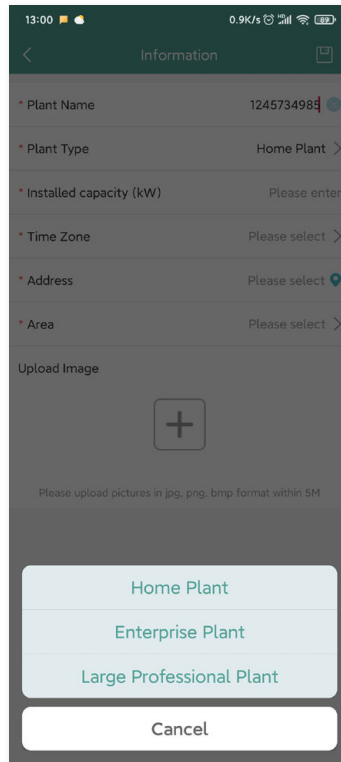 13:00 0.9K/s 89
Information
* Plant Name 1245734985
* Plant Type Home Plant
* Installed capacity (kW) Please enter
* Time Zone Please select
* Address Please select
* Area Please select
Upload Image
Please upload pictures in jpg, png, bmp format within 5M
Home Plant
Enterprise Plant
Large Professional Plant
Cancel